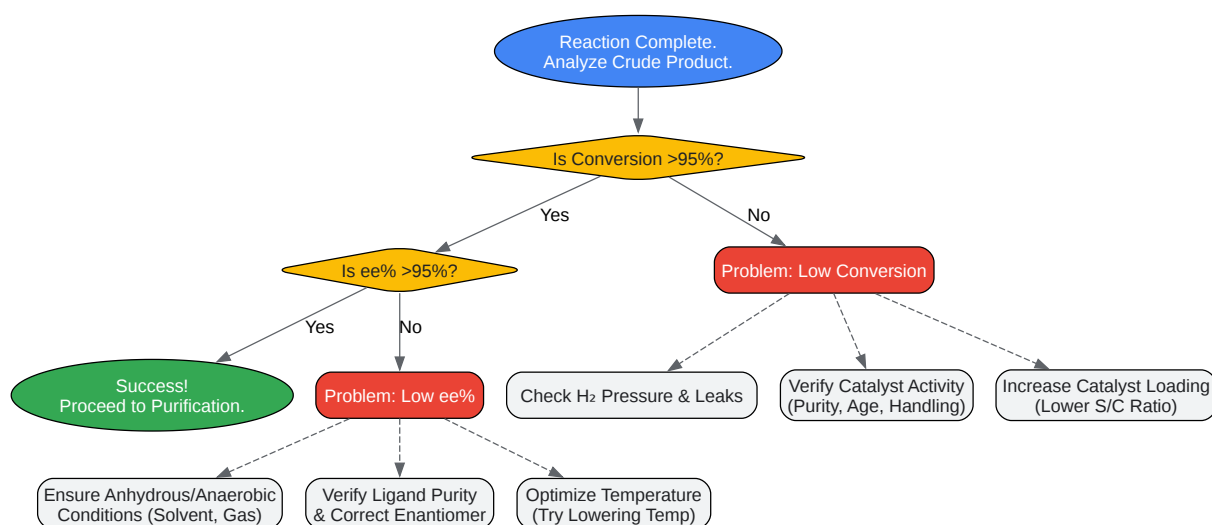 Reaction Complete.
Analyze Crude Product.
Is Conversion >95%?
Yes
No
Is ee% >95%?
Problem: Low Conversion
Yes
No
Success!
Proceed to Purification.
Problem: Low ee%
Check H₂ Pressure & Leaks
Verify Catalyst Activity
(Purity, Age, Handling)
Increase Catalyst Loading
(Lower S/C Ratio)
Ensure Anhydrous/Anaerobic
Conditions (Solvent, Gas)
Verify Ligand Purity
& Correct Enantiomer
Optimize Temperature
(Try Lowering Temp)